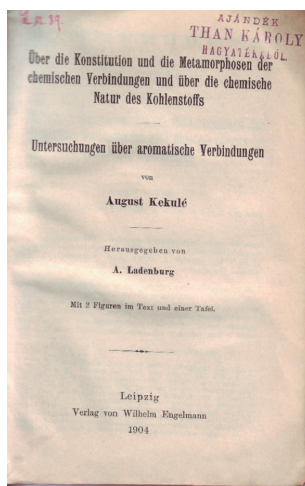 AJÁNDÉK
THAN KÁROLY
HAGYATÉKÁBÓL
Über die Konstitution und die Metamorphosen der
chemischen Verbindungen und über die chemische
Natur des Kohlenstoffs
Untersuchungen über aromatische Verbindungen
von
August Kekulé
Herausgegeben von
A. Ladenburg
Mit 2 Figuren im Text und einer Tafel.
Leipzig
Verlag von Wilhelm Engelmann
1904